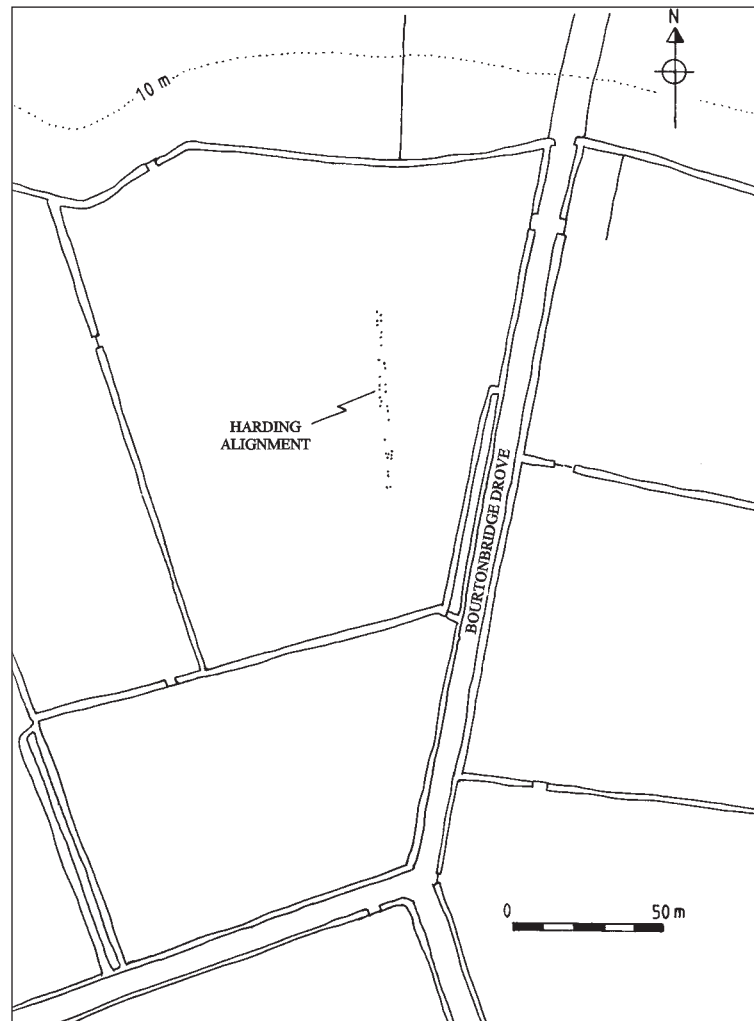 N
10 m
HARDING
ALIGNMENT
BOURTONBRIDGE DROVE
0 50 m